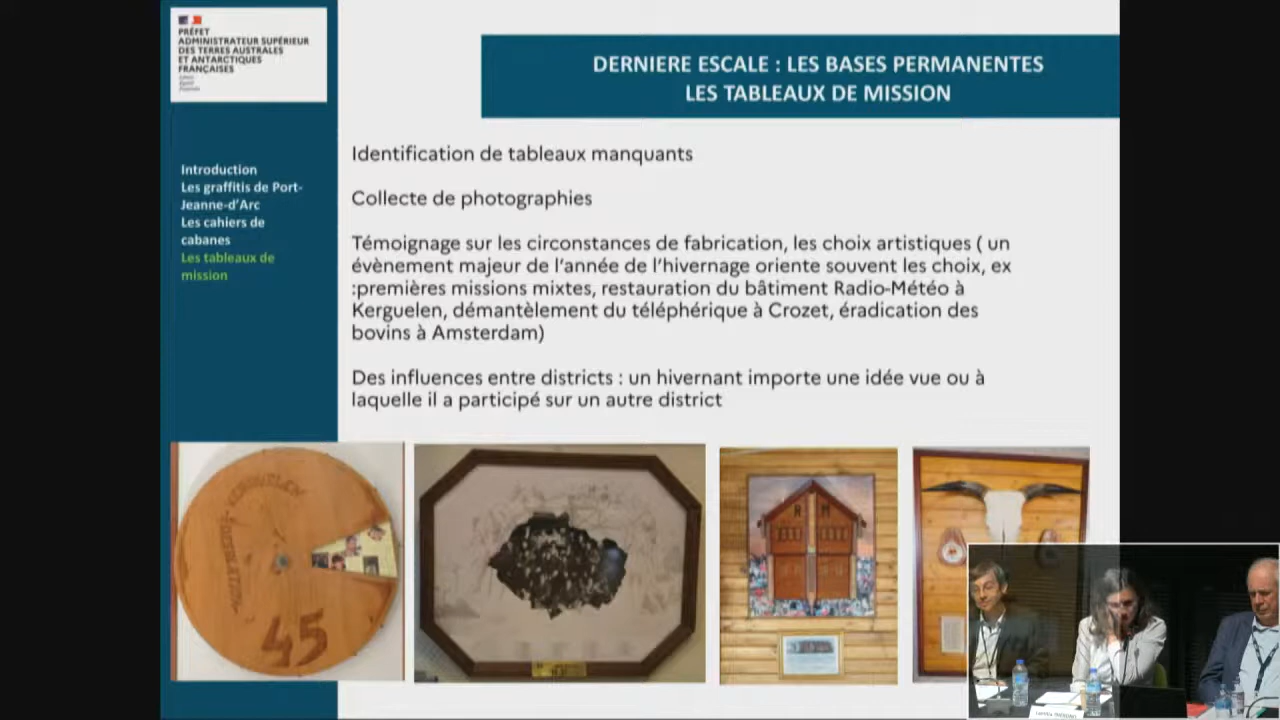 PRÉFET
ADMINISTRATEUR SUPÉRIEUR
DES TERRES AUSTRALES
ET ANTARCTIQUES
FRANÇAISES
DERNIERE ESCALE : LES BASES PERMANENTES
LES TABLEAUX DE MISSION
Introduction
Les graffitis de Port-
Jeanne-d'Arc
Les cahiers de
cabanes
Les tableaux de
mission
Identification de tableaux manquants
Collecte de photographies
Témoignage sur les circonstances de fabrication, les choix artistiques ( un
évènement majeur de l'année de l'hivernage oriente souvent les choix, ex
:premières missions mixtes, restauration du bâtiment Radio-Météo à
Kerguelen, démantèlement du téléphérique à Crozet, éradication des
bovins à Amsterdam)
Des influences entre districts : un hivernant importe une idée vue ou à
laquelle il a participé sur un autre district
KERGUELEN
45
R M